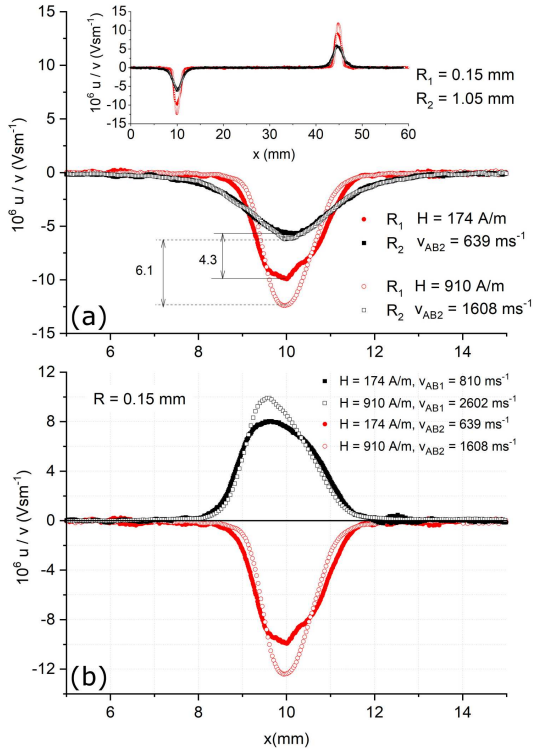 15
10
5
0
-5
-10
-15
10⁶ u / v (Vsm⁻¹)
15
10
5
0
-5
-10
-15
10⁶ u / v (Vsm⁻¹)
0 10 20 30 40 50 60
x (mm)
R₁ = 0.15 mm
R₂ = 1.05 mm
6.1
4.3
R₁ H = 174 A/m
R₂ v_AB2 = 639 ms⁻¹
R₁ H = 910 A/m
R₂ v_AB2 = 1608 ms⁻¹
(a)
6 8 10 12 14
R = 0.15 mm
H = 174 A/m, v_AB1 = 810 ms⁻¹
H = 910 A/m, v_AB1 = 2602 ms⁻¹
H = 174 A/m, v_AB2 = 639 ms⁻¹
H = 910 A/m, v_AB2 = 1608 ms⁻¹
8
4
0
-4
-8
-12
10⁶ u / v (Vsm⁻¹)
(b)
6 8 10 12 14
x(mm)